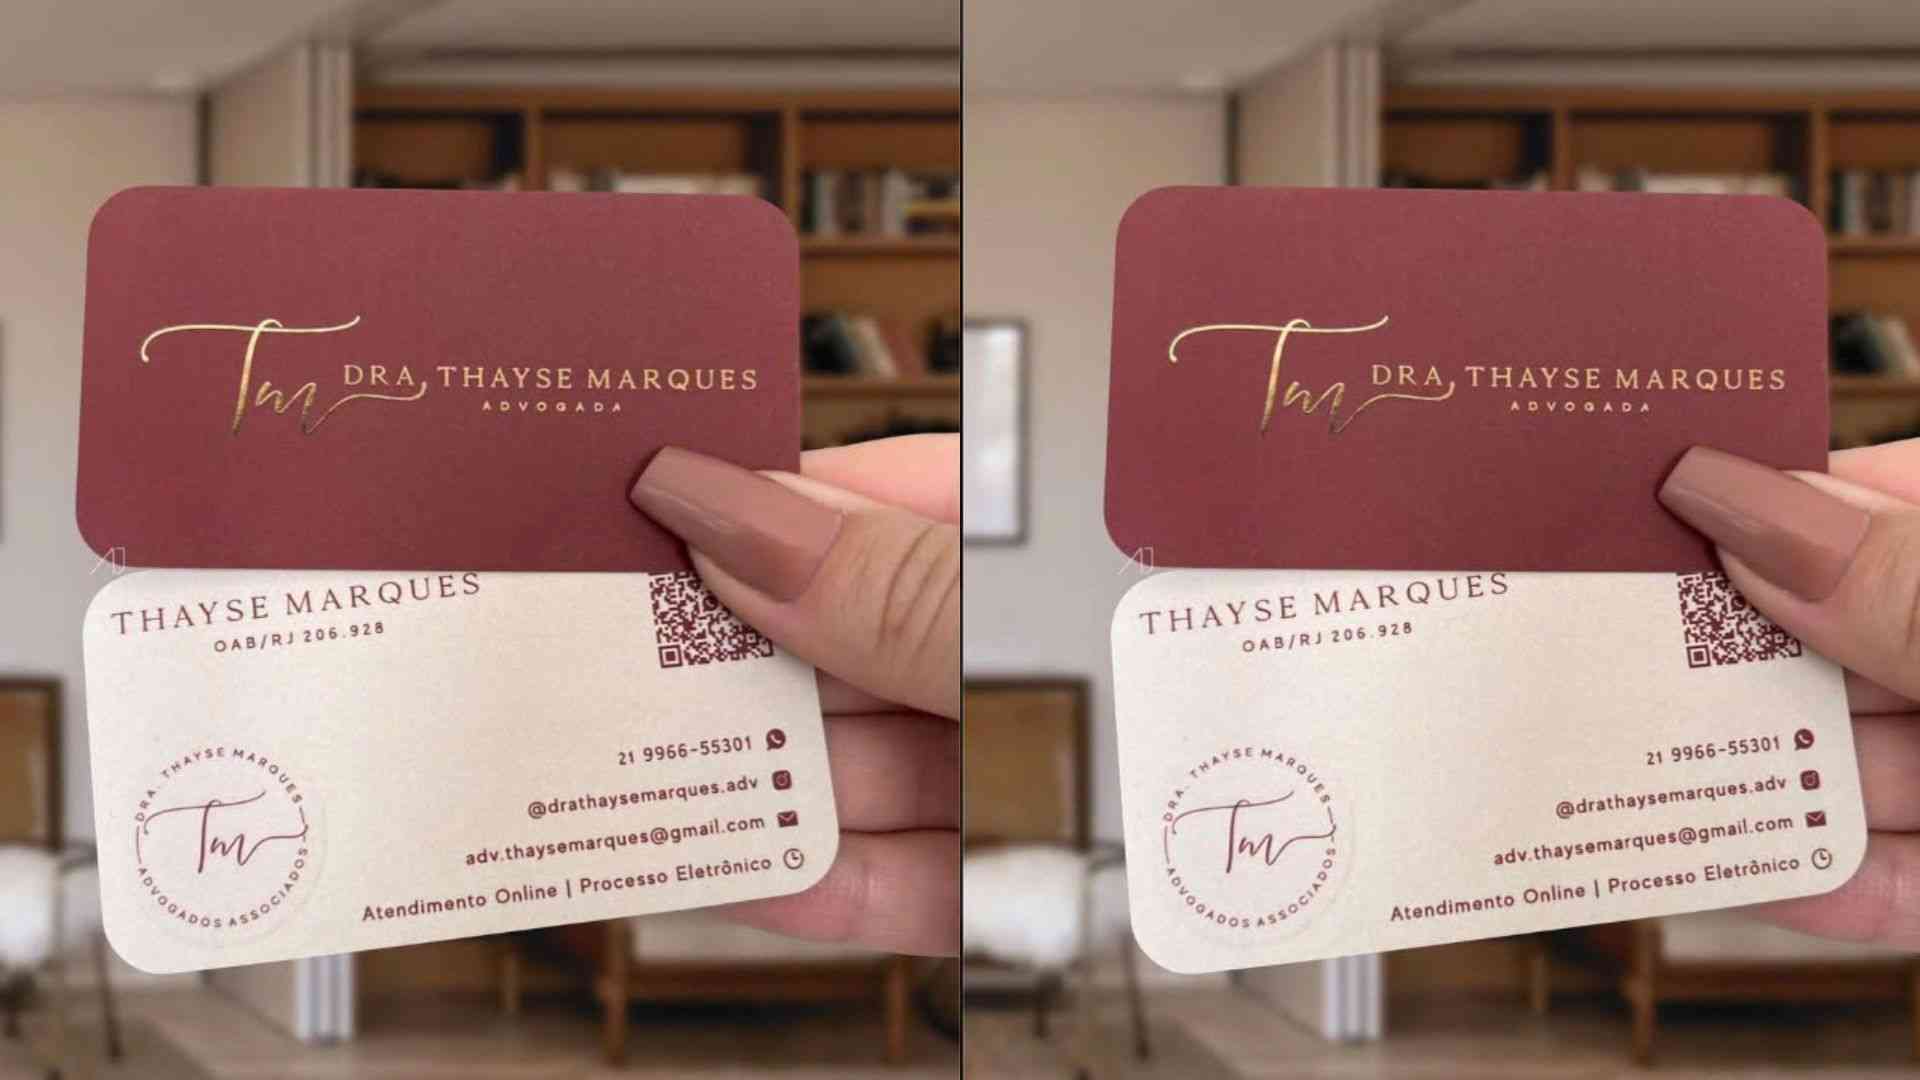 Tm DRA, THAYSE MARQUES
ADVOGADA
THAYSE MARQUES
OAB/RJ 206.928
21 9966-55301
@drathaysemarques.adv
adv.thaysemarques@gmail.com
Atendimento Online | Processo Eletrônico
DRA. THAYSE MARQUES
Tm
ADVOGADOS ASSOCIADOS
Tm DRA, THAYSE MARQUES
ADVOGADA
THAYSE MARQUES
OAB/RJ 206.928
21 9966-55301
@drathaysemarques.adv
adv.thaysemarques@gmail.com
Atendimento Online | Processo Eletrônico
DRA. THAYSE MARQUES
Tm
ADVOGADOS ASSOCIADOS